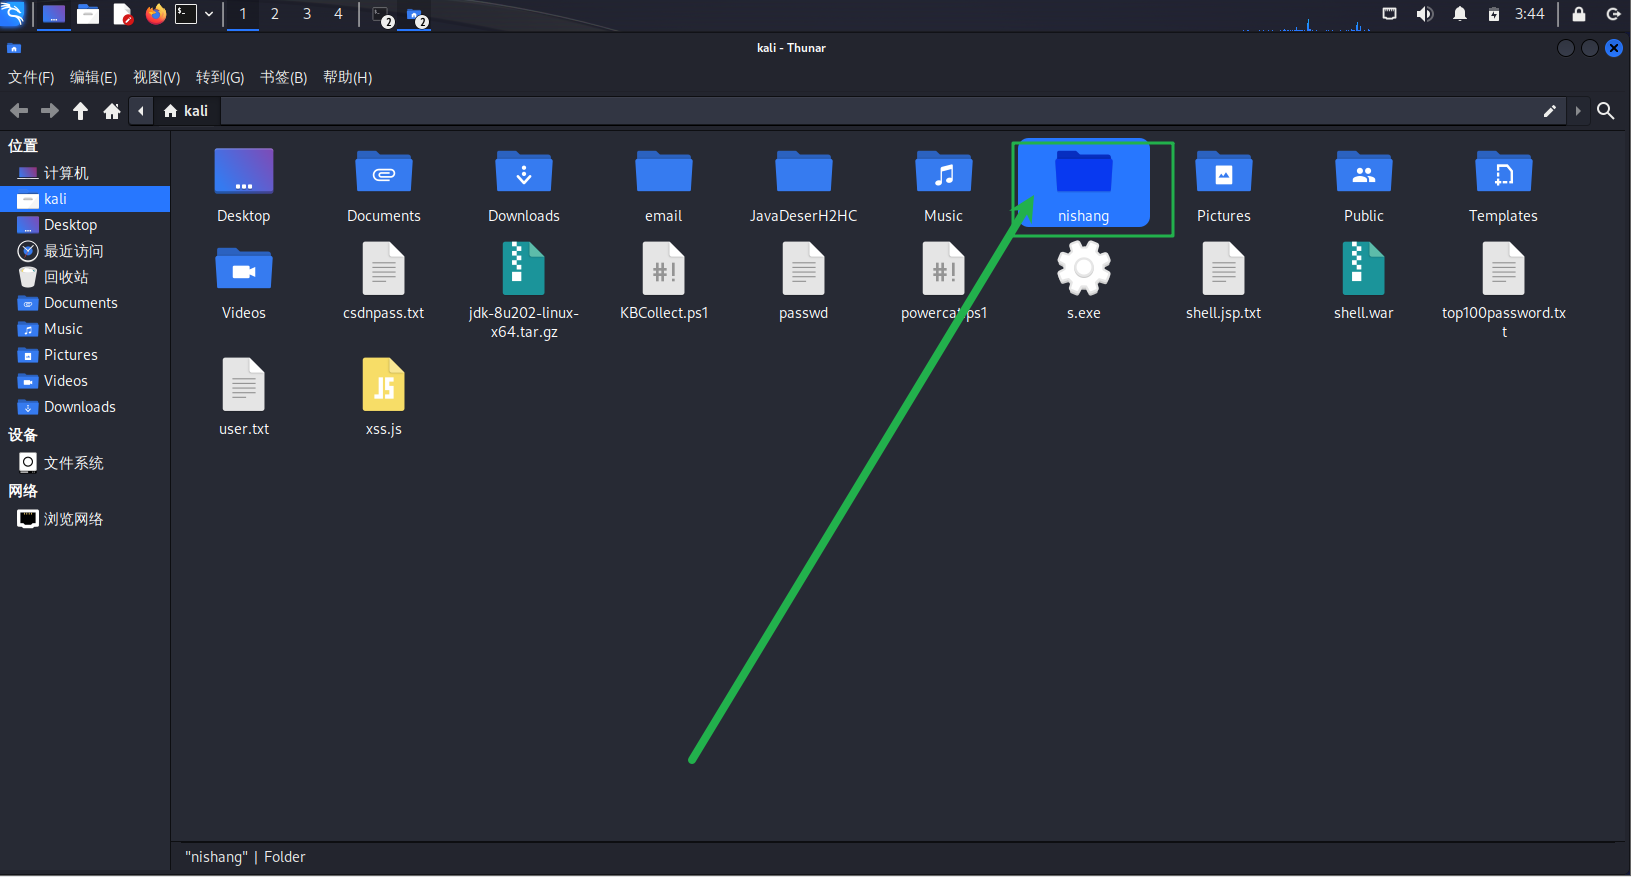 1 2 3 4 2 2 3:44
kali - Thunar
文件(F) 编辑(E) 视图(V) 转到(G) 书签(B) 帮助(H)
kali
位置
计算机
kali
Desktop
最近访问
回收站
Documents
Music
Pictures
Videos
Downloads
设备
文件系统
网络
浏览网络
Desktop Documents Downloads email JavaDeserH2HC Music nishang Pictures Public Templates
Videos csdnpass.txt jdk-8u202-linux-x64.tar.gz KBCollect.ps1 passwd powercat.ps1 s.exe shell.jsp.txt shell.war top100password.txt
user.txt xss.js
"nishang" | Folder